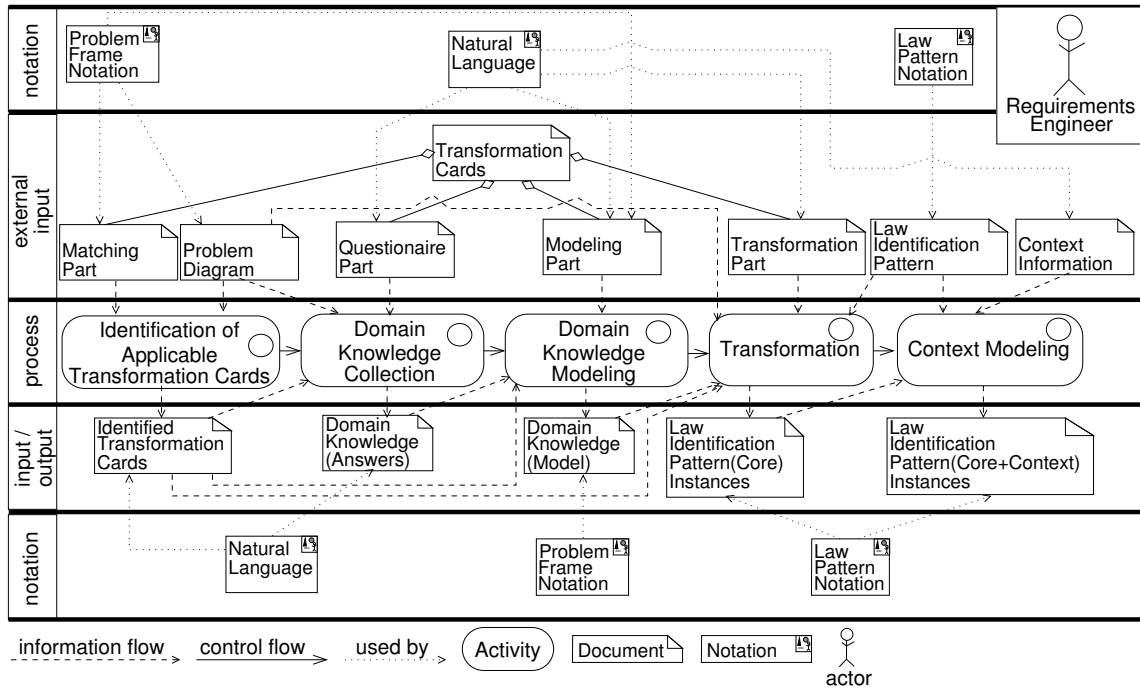 notation
Problem
Frame
Notation
Natural
Language
Law
Pattern
Notation
Requirements
Engineer
external
input
Transformation
Cards
Matching
Part
Problem
Diagram
Questionaire
Part
Modeling
Part
Transformation
Part
Law
Identification
Pattern
Context
Information
process
Identification of
Applicable
Transformation Cards
Domain
Knowledge
Collection
Domain
Knowledge
Modeling
Transformation
Context Modeling
input /
output
Identified
Transformation
Cards
Domain
Knowledge
(Answers)
Domain
Knowledge
(Model)
Law
Identification
Pattern(Core)
Instances
Law
Identification
Pattern(Core+Context)
Instances
notation
Natural
Language
Problem
Frame
Notation
Law
Pattern
Notation
information flow
control flow
used by
Activity
Document
Notation
actor